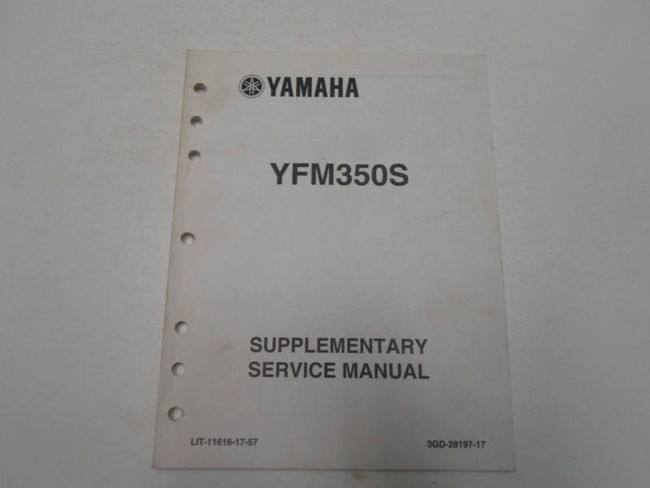 YAMAHA
YFM350S
SUPPLEMENTARY
SERVICE MANUAL
LIT-11616-17-57
3GD-28197-17